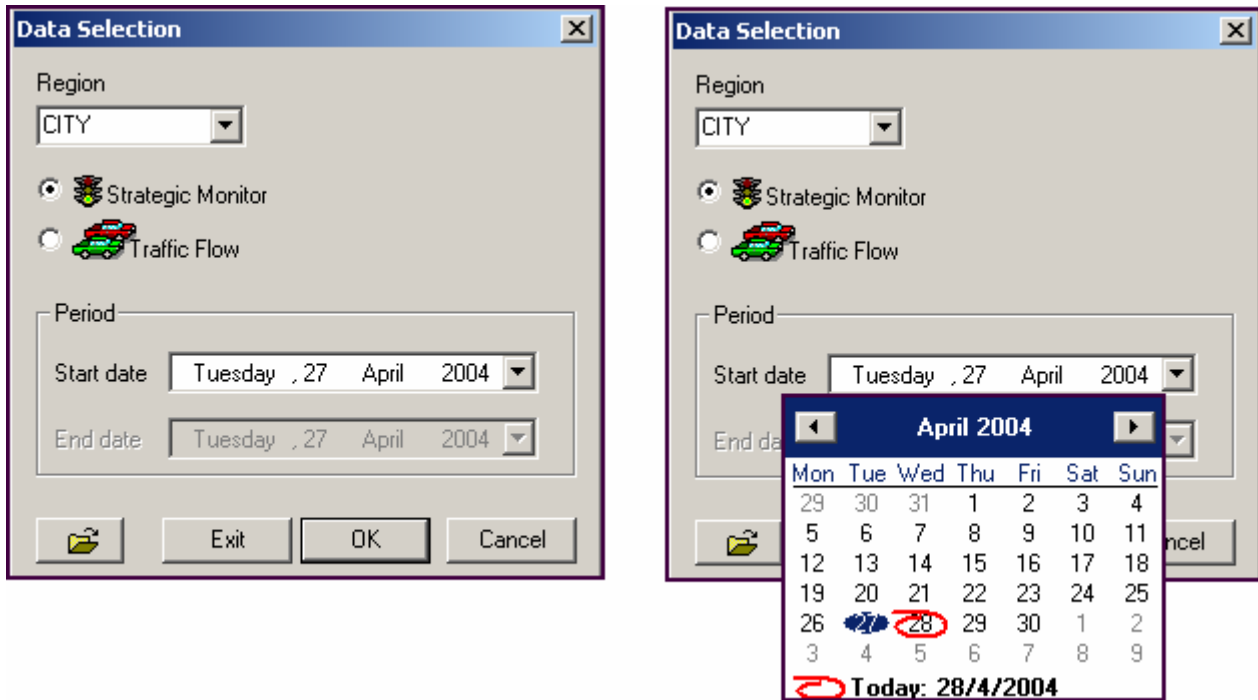 Data Selection
Region
CITY
Strategic Monitor
Traffic Flow
Period
Start date Tuesday , 27 April 2004
End date Tuesday , 27 April 2004
Exit OK Cancel
Data Selection
Region
CITY
Strategic Monitor
Traffic Flow
Period
Start date Tuesday , 27 April 2004
End da
April 2004
Mon Tue Wed Thu Fri Sat Sun
29 30 31 1 2 3 4
5 6 7 8 9 10 11
12 13 14 15 16 17 18
19 20 21 22 23 24 25
26 27 28 29 30 1 2
3 4 5 6 7 8 9
Today: 28/4/2004
ncel